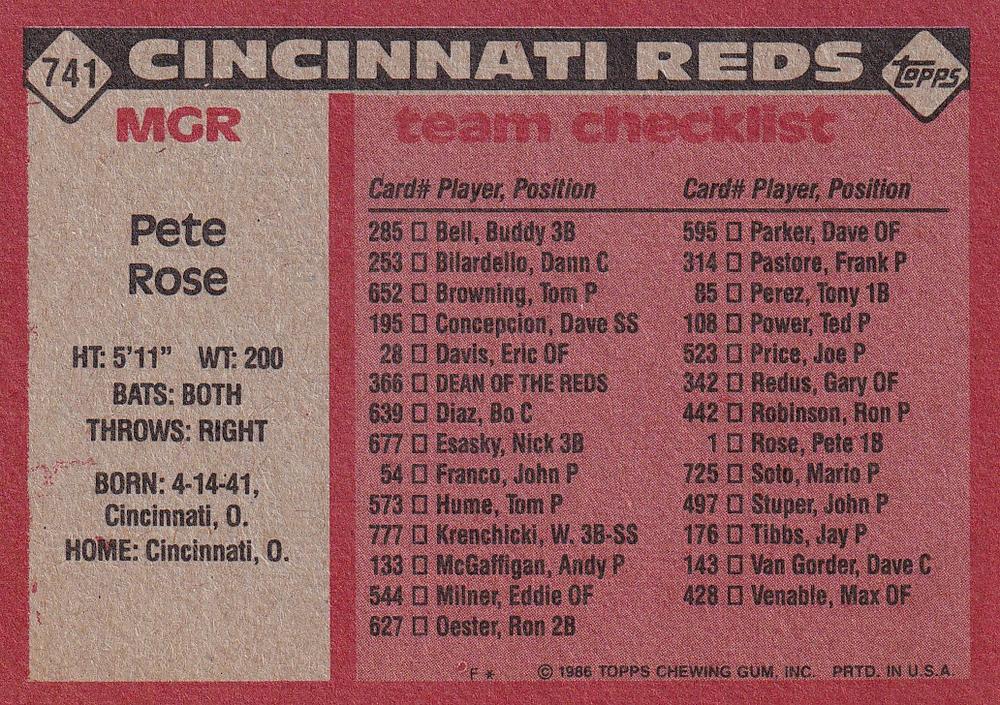 741 CINCINNATI REDS topps
MGR
Pete
Rose
HT: 5'11" WT: 200
BATS: BOTH
THROWS: RIGHT
BORN: 4-14-41,
Cincinnati, O.
HOME: Cincinnati, O.
team checklist
Card# Player, Position
285 □ Bell, Buddy 3B
253 □ Bilardello, Dann C
652 □ Browning, Tom P
195 □ Concepcion, Dave SS
28 □ Davis, Eric OF
366 □ DEAN OF THE REDS
639 □ Diaz, Bo C
677 □ Esasky, Nick 3B
54 □ Franco, John P
573 □ Hume, Tom P
777 □ Krenchicki, W. 3B-SS
133 □ McGaffigan, Andy P
544 □ Milner, Eddie OF
627 □ Oester, Ron 2B
Card# Player, Position
595 □ Parker, Dave OF
314 □ Pastore, Frank P
85 □ Perez, Tony 1B
108 □ Power, Ted P
523 □ Price, Joe P
342 □ Redus, Gary OF
442 □ Robinson, Ron P
1 □ Rose, Pete 1B
725 □ Soto, Mario P
497 □ Stuper, John P
176 □ Tibbs, Jay P
143 □ Van Gorder, Dave C
428 □ Venable, Max OF
F * © 1986 TOPPS CHEWING GUM, INC. PRTD. IN U.S.A.